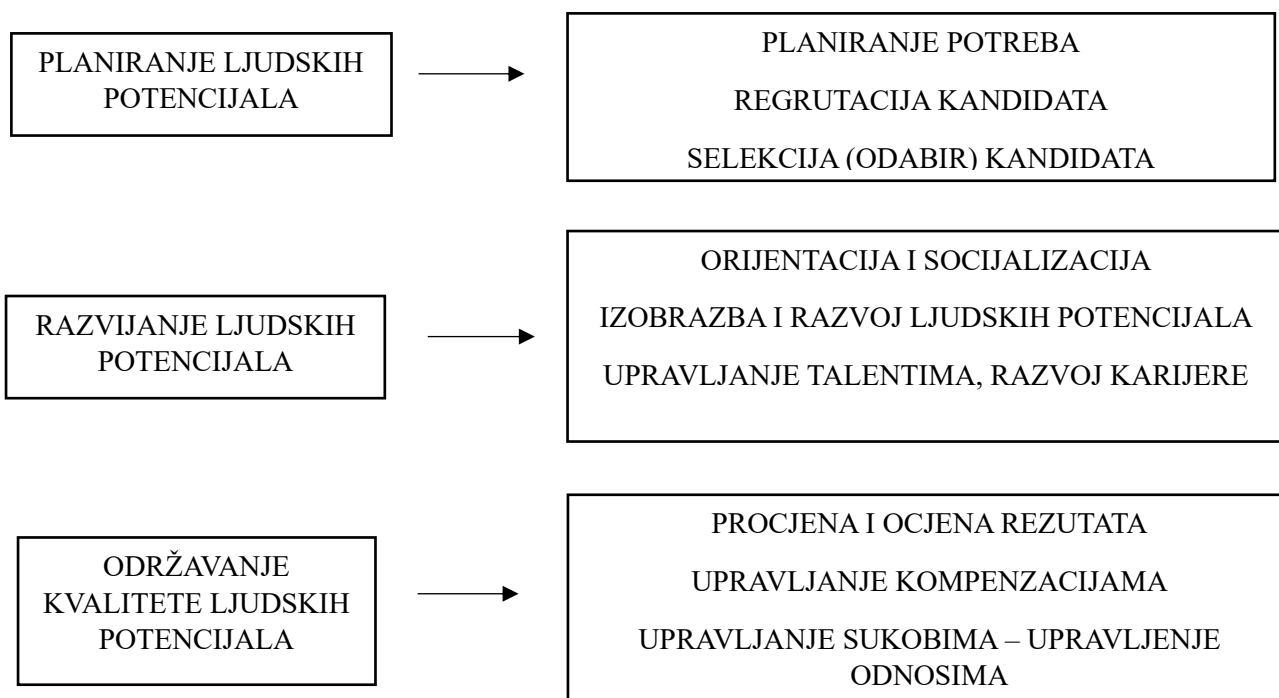 PLANIRANJE LJUDSKIH
POTENCIJALA
PLANIRANJE POTREBA
REGRUTACIJA KANDIDATA
SELEKCIJA (ODABIR) KANDIDATA
RAZVIJANJE LJUDSKIH
POTENCIJALA
ORIJENTACIJA I SOCIJALIZACIJA
IZOBRAZBA I RAZVOJ LJUDSKIH POTENCIJALA
UPRAVLJANJE TALENTIMA, RAZVOJ KARIJERE
ODRŽAVANJE
KVALITETE LJUDSKIH
POTENCIJALA
PROCJENA I OCJENA REZUTATA
UPRAVLJANJE KOMPENZACIJAMA
UPRAVLJANJE SUKOBIMA – UPRAVLJENJE
ODNOSIMA